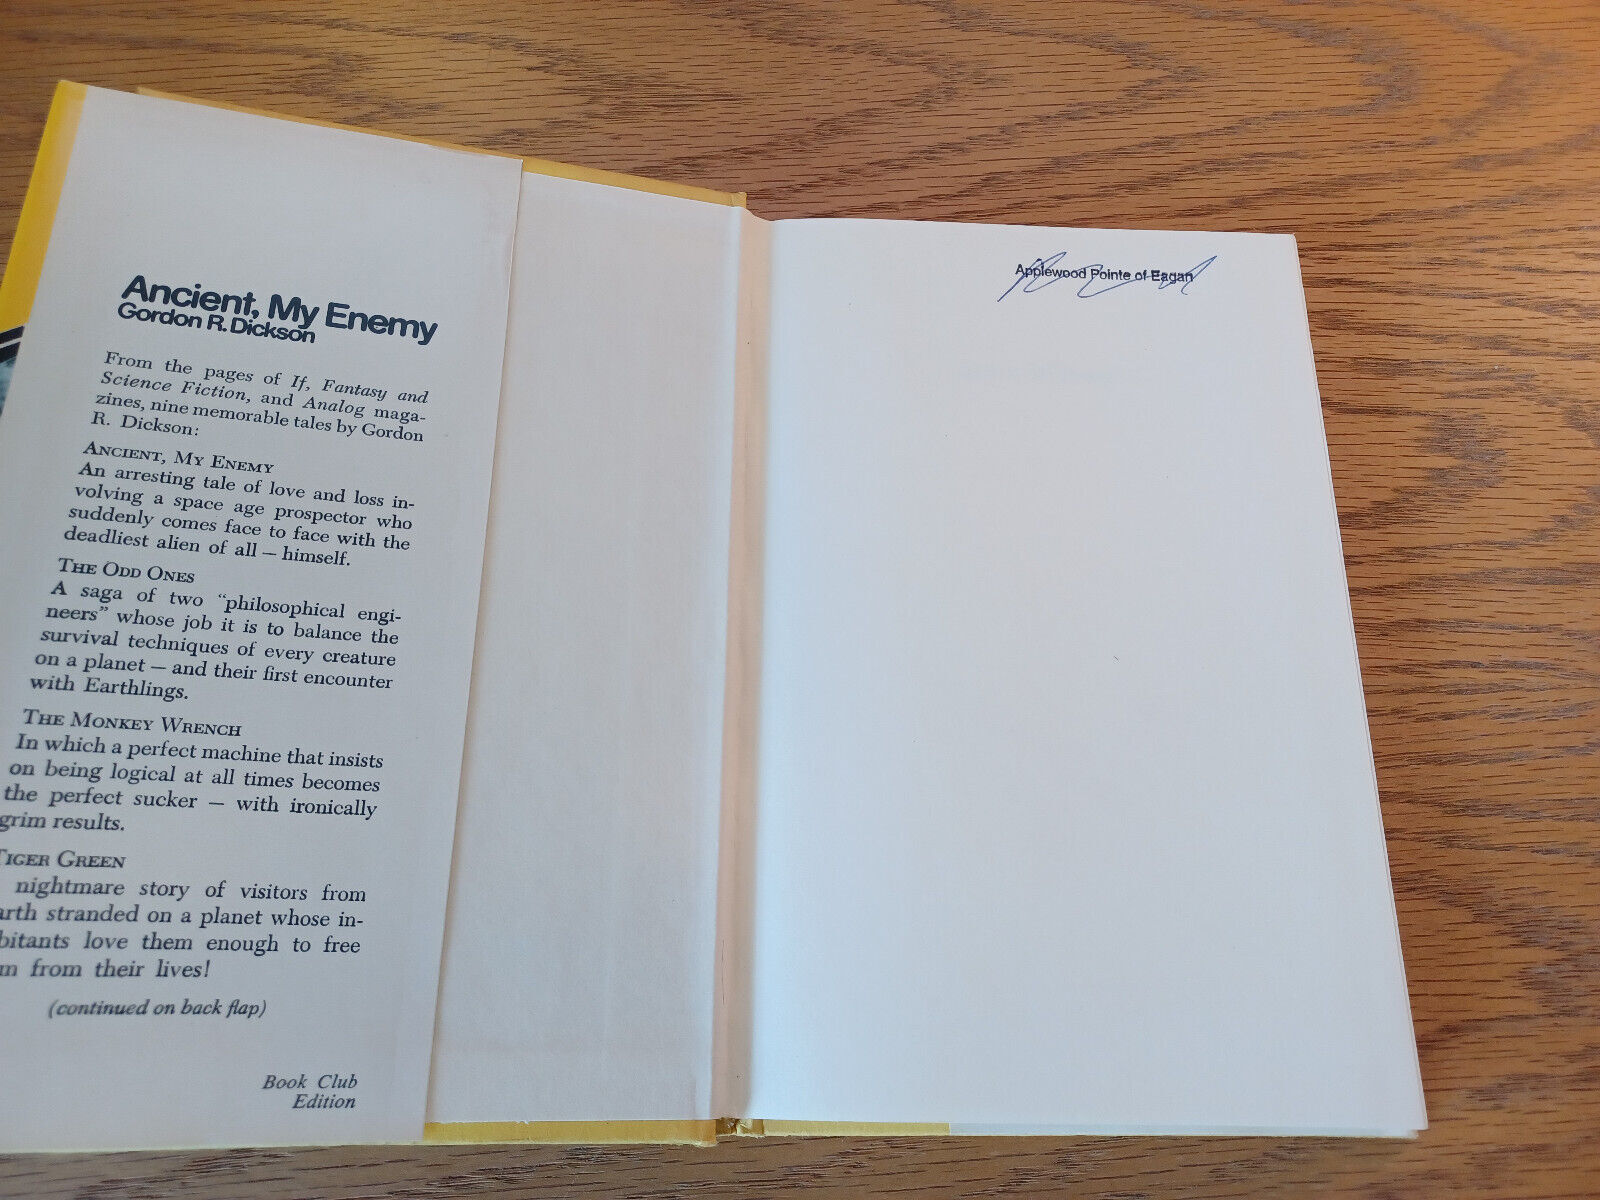 Ancient, My Enemy
Gordon R. Dickson
From the pages of If, Fantasy and
Science Fiction, and Analog maga-
zines, nine memorable tales by Gordon
R. Dickson:
ANCIENT, MY ENEMY
An arresting tale of love and loss in-
volving a space age prospector who
suddenly comes face to face with the
deadliest alien of all — himself.
THE ODD ONES
A saga of two “philosophical engi-
neers” whose job it is to balance the
survival techniques of every creature
on a planet — and their first encounter
with Earthlings.
THE MONKEY WRENCH
In which a perfect machine that insists
on being logical at all times becomes
the perfect sucker — with ironically
grim results.
TIGER GREEN
nightmare story of visitors from
arth stranded on a planet whose in-
bitants love them enough to free
m from their lives!
(continued on back flap)
Book Club
Edition
Applewood Pointe of Eagan